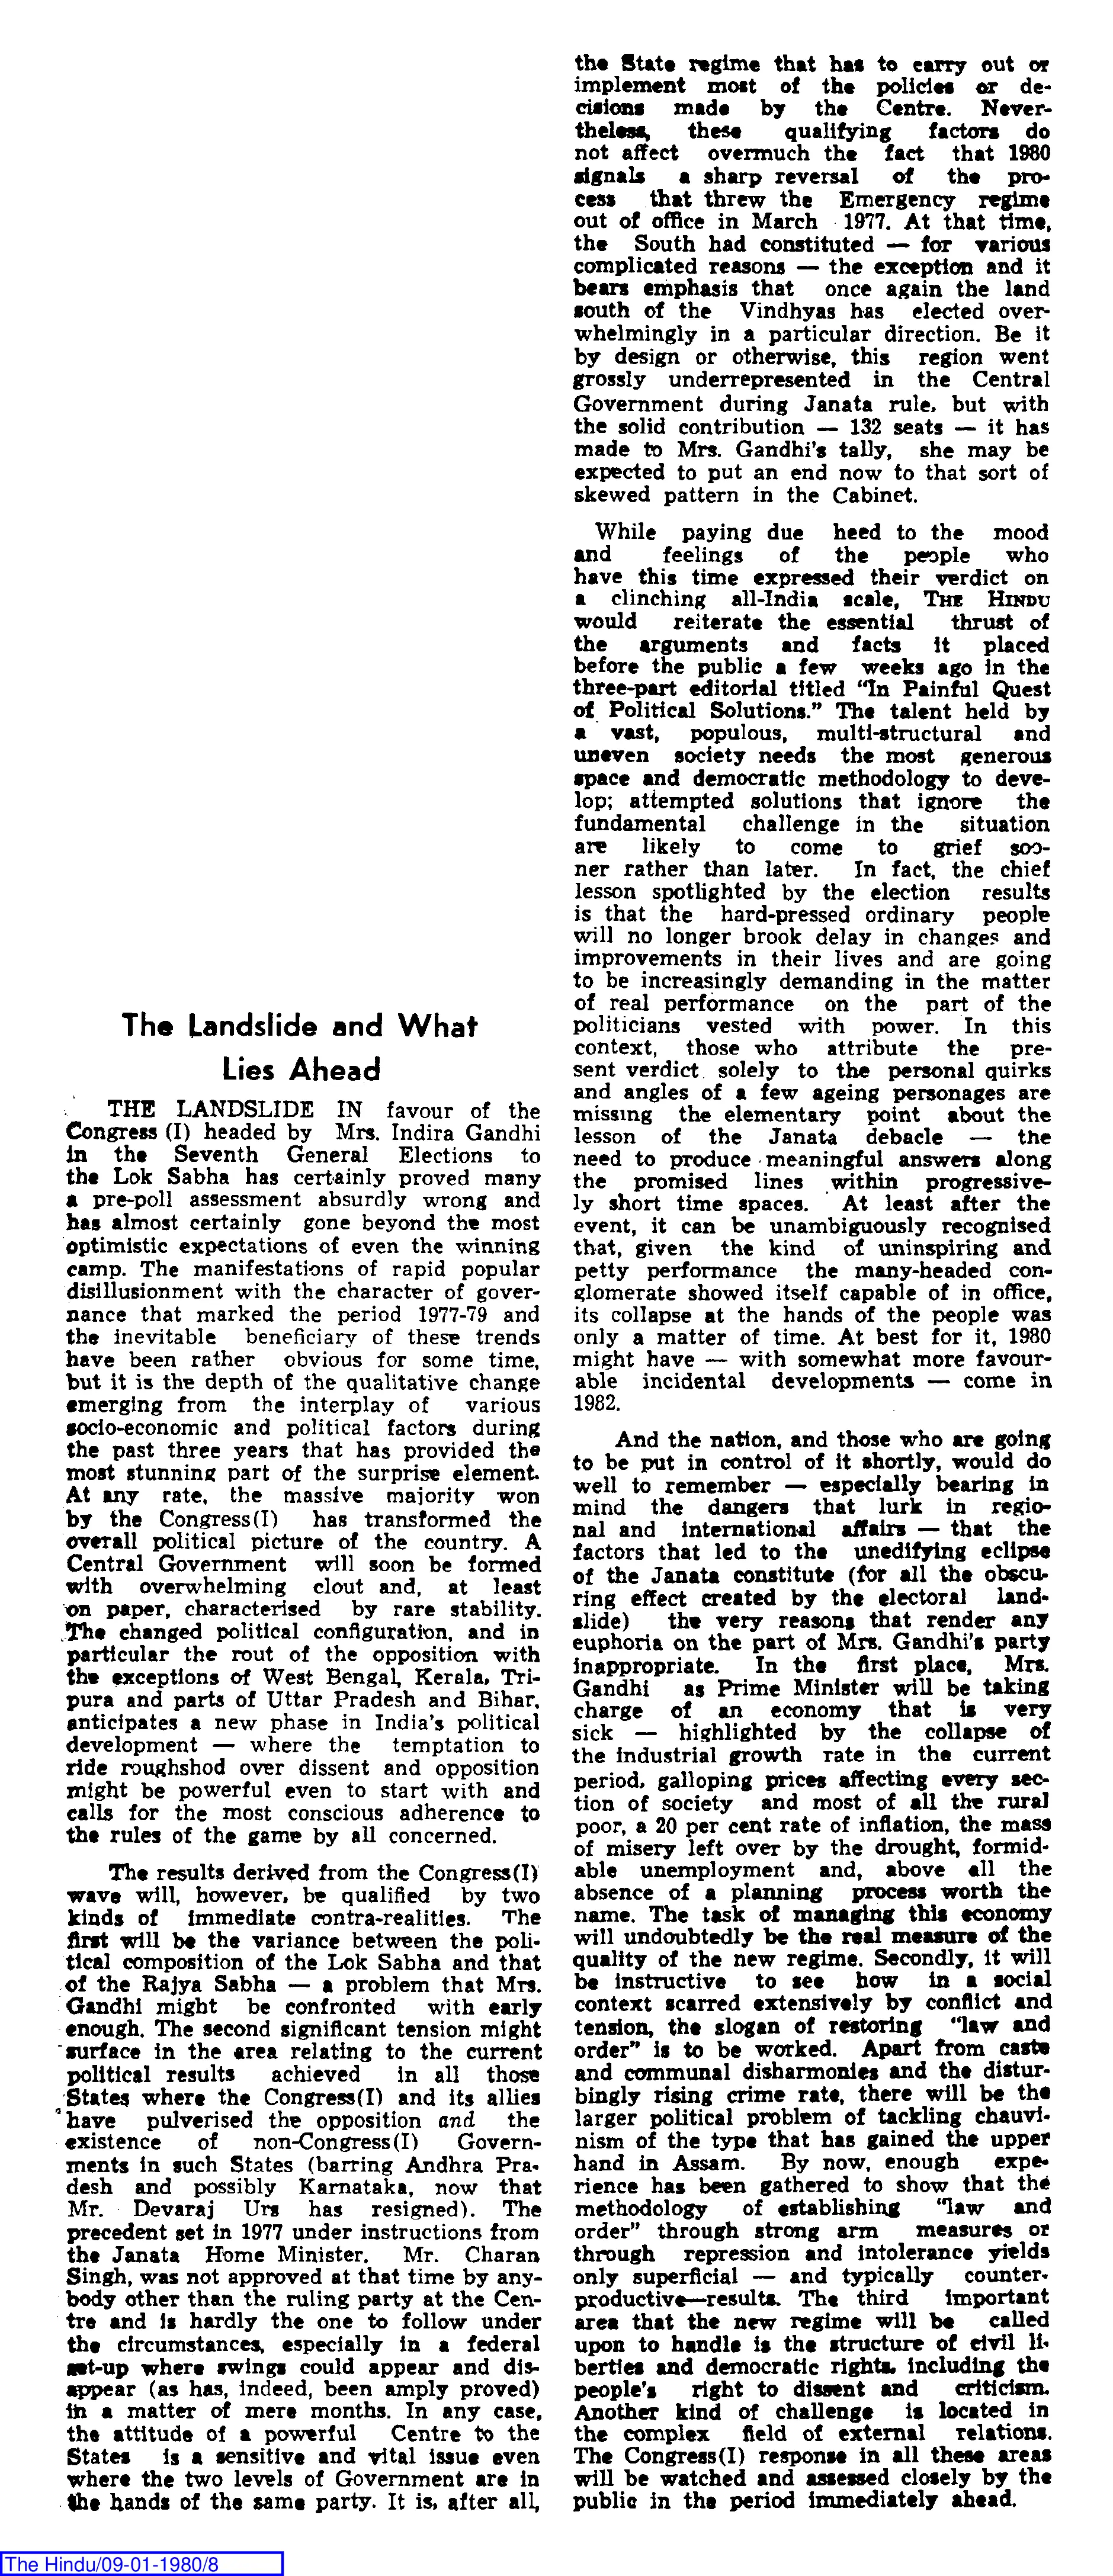 The Landslide and What
Lies Ahead
THE LANDSLIDE IN favour of the
Congress (I) headed by Mrs. Indira Gandhi
in the Seventh General Elections to
the Lok Sabha has certainly proved many
a pre-poll assessment absurdly wrong and
has almost certainly gone beyond the most
optimistic expectations of even the winning
camp. The manifestations of rapid popular
disillusionment with the character of gover-
nance that marked the period 1977-79 and
the inevitable beneficiary of these trends
have been rather obvious for some time,
but it is the depth of the qualitative change
emerging from the interplay of various
socio-economic and political factors during
the past three years that has provided the
most stunning part of the surprise element.
At any rate, the massive majority won
by the Congress(I) has transformed the
overall political picture of the country. A
Central Government will soon be formed
with overwhelming clout and, at least
on paper, characterised by rare stability.
The changed political configuration, and in
particular the rout of the opposition with
the exceptions of West Bengal, Kerala, Tri-
pura and parts of Uttar Pradesh and Bihar,
anticipates a new phase in India's political
development — where the temptation to
ride roughshod over dissent and opposition
might be powerful even to start with and
calls for the most conscious adherence to
the rules of the game by all concerned.
The results derived from the Congress(I)
wave will, however, be qualified by two
kinds of immediate contra-realities. The
first will be the variance between the poli-
tical composition of the Lok Sabha and that
of the Rajya Sabha — a problem that Mrs.
Gandhi might be confronted with early
enough. The second significant tension might
surface in the area relating to the current
political results achieved in all those
States where the Congress(I) and its allies
have pulverised the opposition and the
existence of non-Congress(I) Govern-
ments in such States (barring Andhra Pra-
desh and possibly Karnataka, now that
Mr. Devaraj Urs has resigned). The
precedent set in 1977 under instructions from
the Janata Home Minister, Mr. Charan
Singh, was not approved at that time by any-
body other than the ruling party at the Cen-
tre and is hardly the one to follow under
the circumstances, especially in a federal
set-up where swings could appear and dis-
appear (as has, indeed, been amply proved)
in a matter of mere months. In any case,
the attitude of a powerful Centre to the
States is a sensitive and vital issue even
where the two levels of Government are in
the hands of the same party. It is, after all,
the State regime that has to carry out or
implement most of the policies or de-
cisions made by the Centre. Never-
theless, these qualifying factors do
not affect overmuch the fact that 1980
signals a sharp reversal of the pro-
cess that threw the Emergency regime
out of office in March 1977. At that time,
the South had constituted — for various
complicated reasons — the exception and it
bears emphasis that once again the land
south of the Vindhyas has elected over-
whelmingly in a particular direction. Be it
by design or otherwise, this region went
grossly underrepresented in the Central
Government during Janata rule, but with
the solid contribution — 132 seats — it has
made to Mrs. Gandhi's tally, she may be
expected to put an end now to that sort of
skewed pattern in the Cabinet.
While paying due heed to the mood
and feelings of the people who
have this time expressed their verdict on
a clinching all-India scale, THE HINDU
would reiterate the essential thrust of
the arguments and facts it placed
before the public a few weeks ago in the
three-part editorial titled “In Painful Quest
of Political Solutions.” The talent held by
a vast, populous, multi-structural and
uneven society needs the most generous
space and democratic methodology to deve-
lop; attempted solutions that ignore the
fundamental challenge in the situation
are likely to come to grief soo-
ner rather than later. In fact, the chief
lesson spotlighted by the election results
is that the hard-pressed ordinary people
will no longer brook delay in changes and
improvements in their lives and are going
to be increasingly demanding in the matter
of real performance on the part of the
politicians vested with power. In this
context, those who attribute the pre-
sent verdict solely to the personal quirks
and angles of a few ageing personages are
missing the elementary point about the
lesson of the Janata debacle — the
need to produce meaningful answers along
the promised lines within progressive-
ly short time spaces. At least after the
event, it can be unambiguously recognised
that, given the kind of uninspiring and
petty performance the many-headed con-
glomerate showed itself capable of in office,
its collapse at the hands of the people was
only a matter of time. At best for it, 1980
might have — with somewhat more favour-
able incidental developments — come in
1982.
And the nation, and those who are going
to be put in control of it shortly, would do
well to remember — especially bearing in
mind the dangers that lurk in regio-
nal and international affairs — that the
factors that led to the unedifying eclipse
of the Janata constitute (for all the obscu-
ring effect created by the electoral land-
slide) the very reasons that render any
euphoria on the part of Mrs. Gandhi's party
inappropriate. In the first place, Mrs.
Gandhi as Prime Minister will be taking
charge of an economy that is very
sick — highlighted by the collapse of
the industrial growth rate in the current
period, galloping prices affecting every sec-
tion of society and most of all the rural
poor, a 20 per cent rate of inflation, the mass
of misery left over by the drought, formid-
able unemployment and, above all the
absence of a planning process worth the
name. The task of managing this economy
will undoubtedly be the real measure of the
quality of the new regime. Secondly, it will
be instructive to see how in a social
context scarred extensively by conflict and
tension, the slogan of restoring “law and
order” is to be worked. Apart from caste
and communal disharmonies and the distur-
bingly rising crime rate, there will be the
larger political problem of tackling chauvi-
nism of the type that has gained the upper
hand in Assam. By now, enough expe-
rience has been gathered to show that the
methodology of establishing “law and
order” through strong arm measures or
through repression and intolerance yields
only superficial — and typically counter-
productive—results. The third important
area that the new regime will be called
upon to handle is the structure of civil li-
berties and democratic rights, including the
people's right to dissent and criticism.
Another kind of challenge is located in
the complex field of external relations.
The Congress(I) response in all these areas
will be watched and assessed closely by the
public in the period immediately ahead.
The Hindu/09-01-1980/8